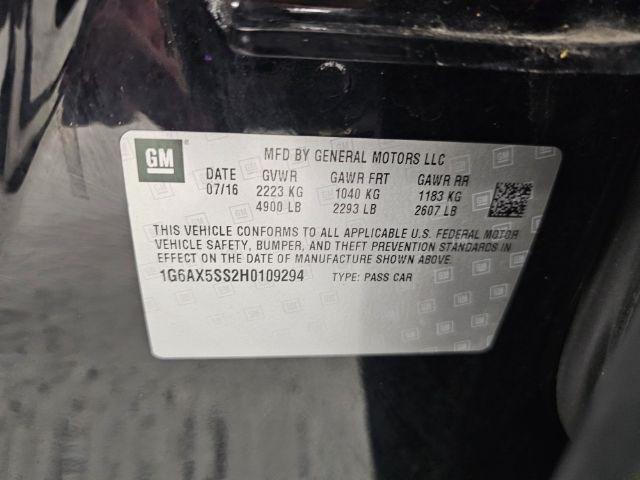 GM
MFD BY GENERAL MOTORS LLC
DATE GVWR GAWR FRT GAWR RR
07/16 2223 KG 1040 KG 1183 KG
4900 LB 2293 LB 2607 LB
THIS VEHICLE CONFORMS TO ALL APPLICABLE U.S. FEDERAL MOTOR
VEHICLE SAFETY, BUMPER, AND THEFT PREVENTION STANDARDS IN
EFFECT ON THE DATE OF MANUFACTURE SHOWN ABOVE.
1G6AX5SS2H0109294 TYPE: PASS CAR